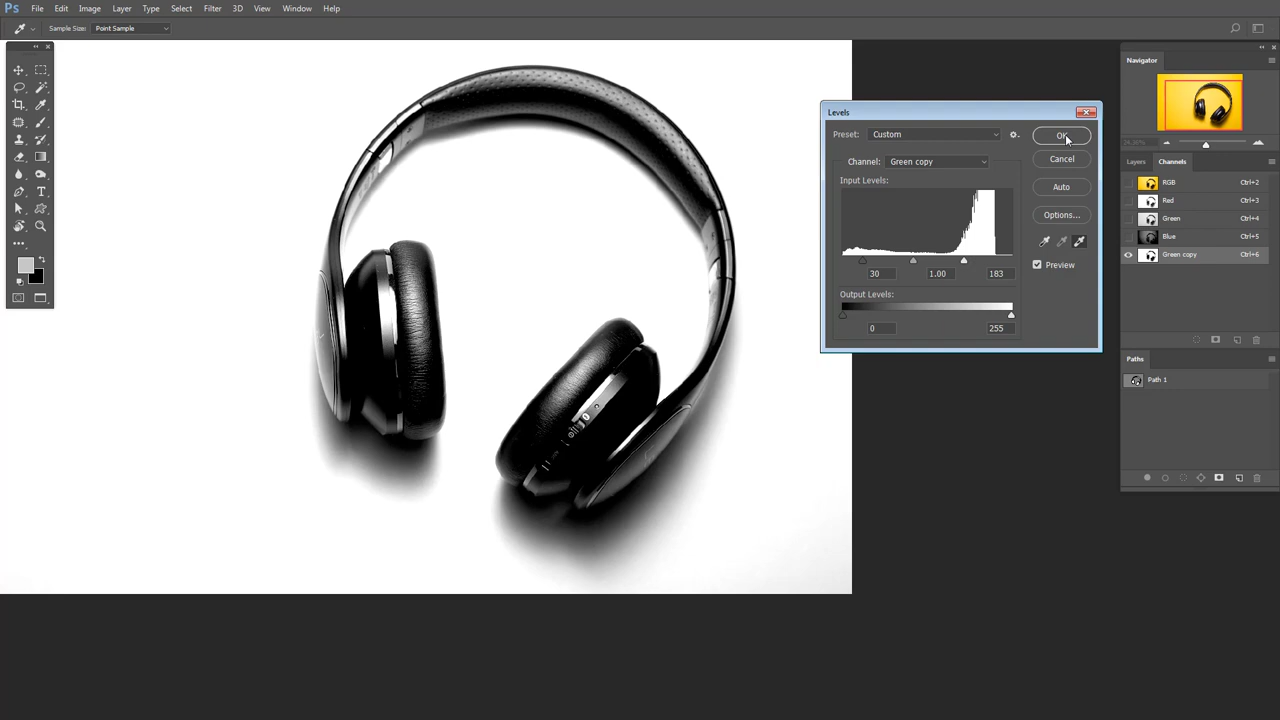 Ps File Edit Image Layer Type Select Filter 3D View Window Help
Sample Size: Point Sample
Navigator
Levels
Preset: Custom
OK
Channel: Green copy
Cancel
Input Levels:
Auto
Options...
30 1.00 183
Preview
Output Levels:
0 255
Layers Channels
RGB Ctrl+2
Red Ctrl+3
Green Ctrl+4
Blue Ctrl+5
Green copy Ctrl+6
Paths
Path 1